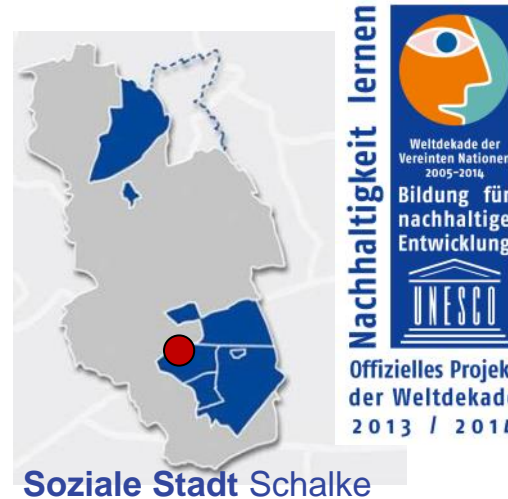 Nachhaltigkeit lernen
Weltdekade der
Vereinten Nationen
2005-2014
Bildung für
nachhaltige
Entwicklung
UNESCO
Offizielles Projekt
der Weltdekade
2013 / 2014
Soziale Stadt Schalke